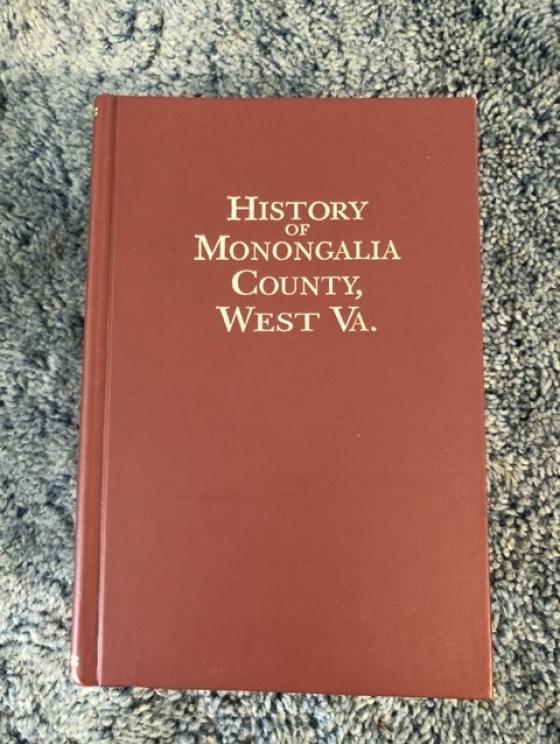 HISTORY
OF
MONONGALIA
COUNTY,
WEST VA.